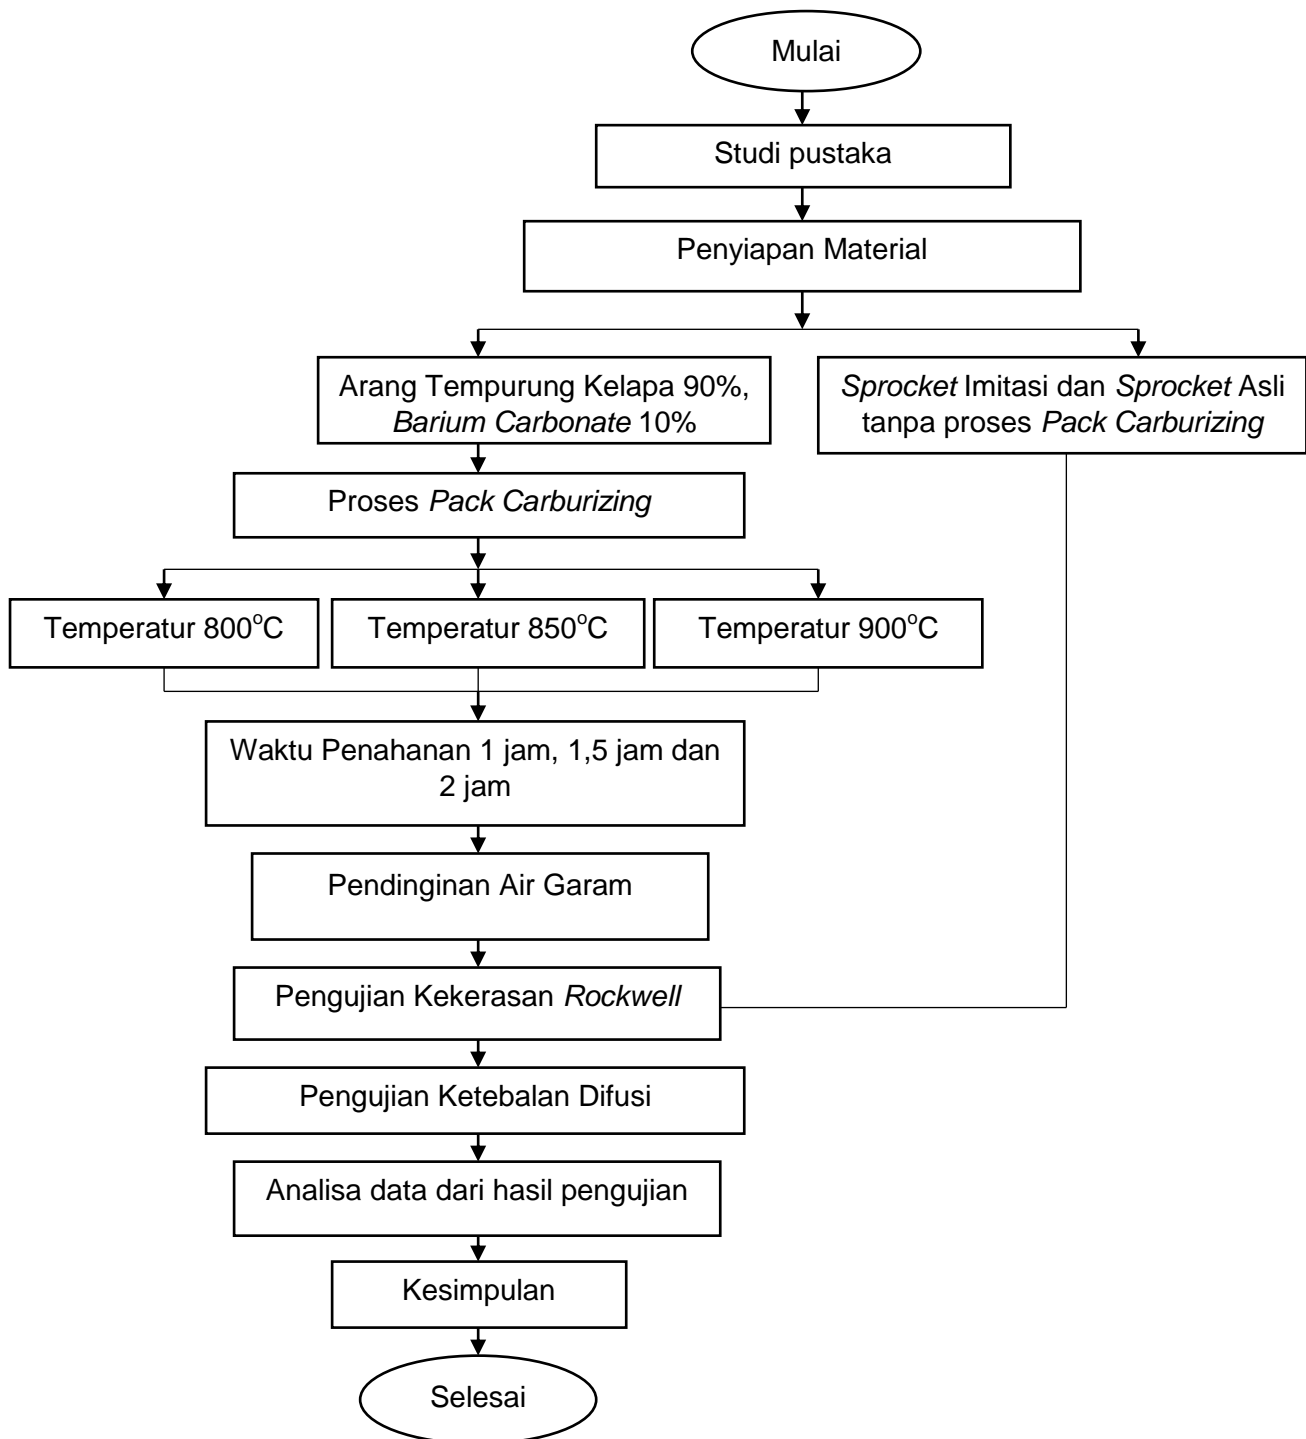 Mulai
Studi pustaka
Penyiapan Material
Arang Tempurung Kelapa 90%,
Barium Carbonate 10%
Sprocket Imitasi dan Sprocket Asli
tanpa proses Pack Carburizing
Proses Pack Carburizing
Temperatur 800°C
Temperatur 850°C
Temperatur 900°C
Waktu Penahanan 1 jam, 1,5 jam dan
2 jam
Pendinginan Air Garam
Pengujian Kekerasan Rockwell
Pengujian Ketebalan Difusi
Analisa data dari hasil pengujian
Kesimpulan
Selesai